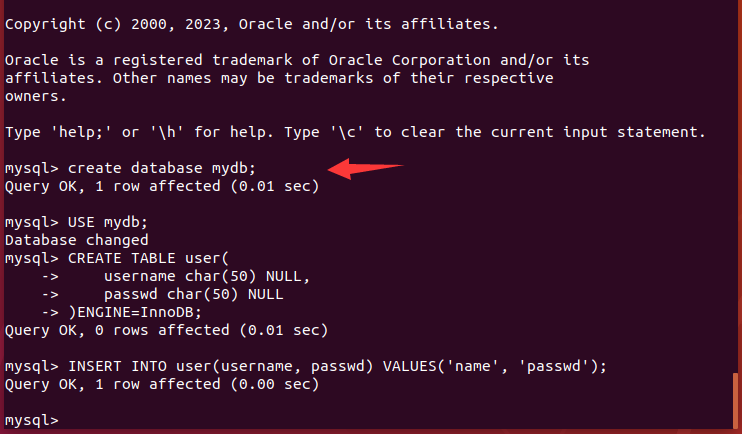 Copyright (c) 2000, 2023, Oracle and/or its affiliates.
Oracle is a registered trademark of Oracle Corporation and/or its
affiliates. Other names may be trademarks of their respective
owners.
Type 'help;' or '\h' for help. Type '\c' to clear the current input statement.
mysql> create database mydb;
Query OK, 1 row affected (0.01 sec)
mysql> USE mydb;
Database changed
mysql> CREATE TABLE user(
    ->     username char(50) NULL,
    ->     passwd char(50) NULL
    -> )ENGINE=InnoDB;
Query OK, 0 rows affected (0.01 sec)
mysql> INSERT INTO user(username, passwd) VALUES('name', 'passwd');
Query OK, 1 row affected (0.00 sec)
mysql>